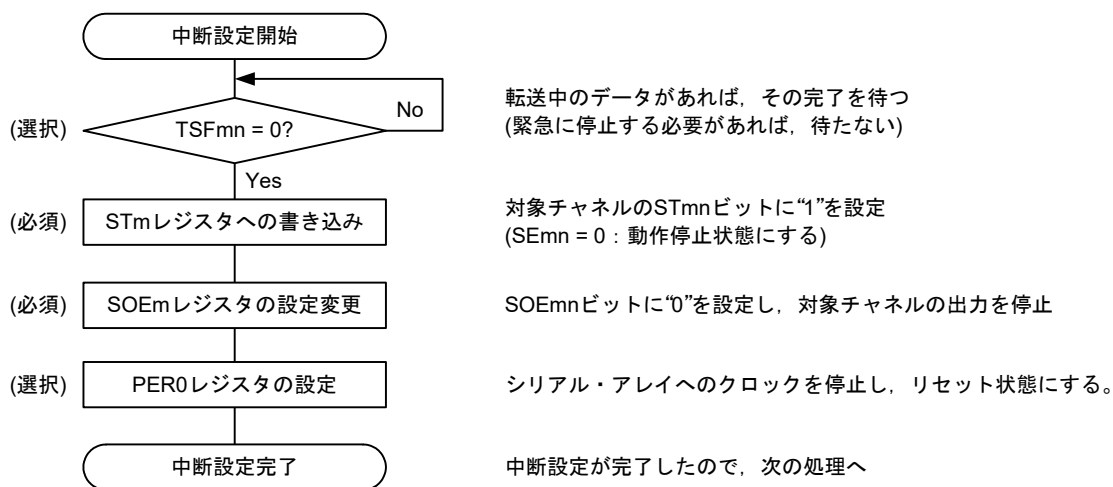 中断設定開始
No
転送中のデータがあれば，その完了を待つ
(選択) TSFmn = 0?
(緊急に停止する必要があれば，待たない)
Yes
(必須) STmレジスタへの書き込み
対象チャネルのSTmnビットに“1”を設定
(SEmn = 0：動作停止状態にする)
(必須) SOEmレジスタの設定変更
SOEmnビットに“0”を設定し，対象チャネルの出力を停止
(選択) PER0レジスタの設定
シリアル・アレイへのクロックを停止し，リセット状態にする。
中断設定完了
中断設定が完了したので，次の処理へ